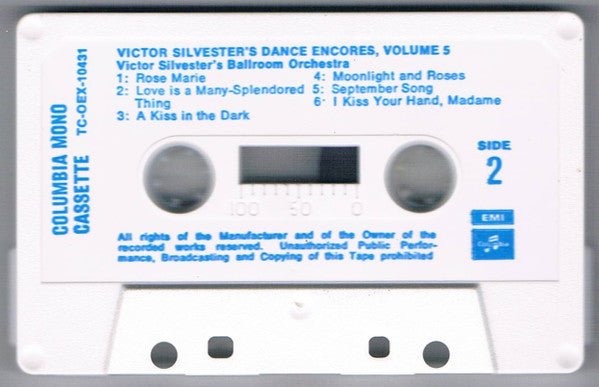 VICTOR SILVESTER'S DANCE ENCORES, VOLUME 5
Victor Silvester's Ballroom Orchestra
1: Rose Marie
2: Love is a Many-Splendored
Thing
3: A Kiss in the Dark
4: Moonlight and Roses
5: September Song
6: I Kiss Your Hand, Madame
COLUMBIA MONO
CASSETTE TC-OEX-10431
SIDE
2
100 50 0
EMI
Columbia
All rights of the Manufacturer and of the Owner of the
recorded works reserved. Unauthorized Public Perfor-
mance, Broadcasting and Copying of this Tape prohibited